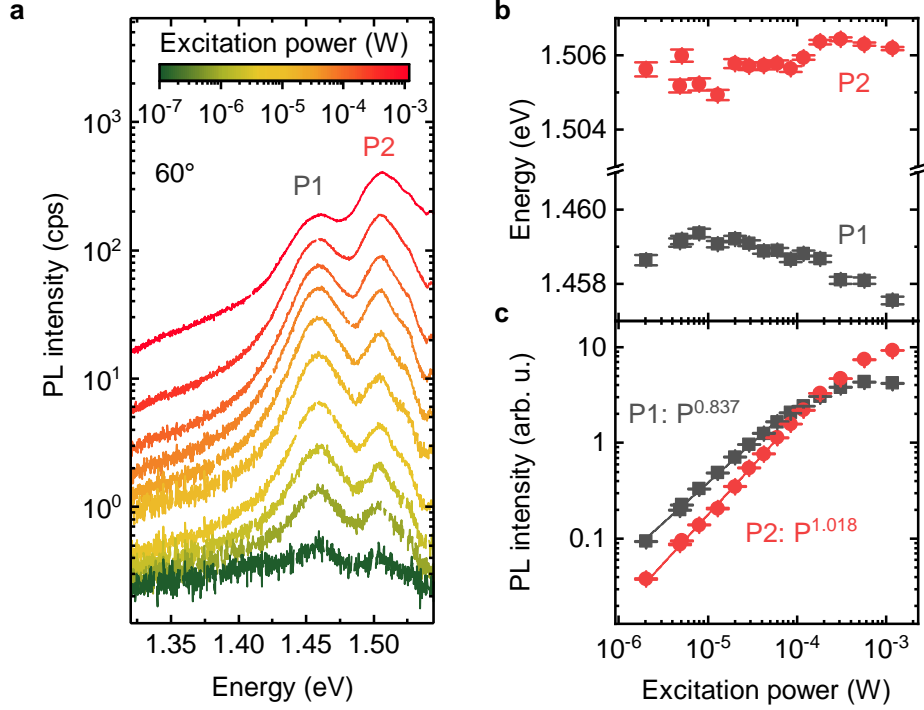 a
Excitation power (W)
10^-7 10^-6 10^-5 10^-4 10^-3
60°
P1
P2
10^3
10^2
10^1
10^0
PL intensity (cps)
1.35 1.40 1.45 1.50
Energy (eV)
b
1.506
1.504
1.460
1.458
Energy (eV)
P2
P1
c
10
1
0.1
PL intensity (arb. u.)
P1: P^0.837
P2: P^1.018
10^-6 10^-5 10^-4 10^-3
Excitation power (W)